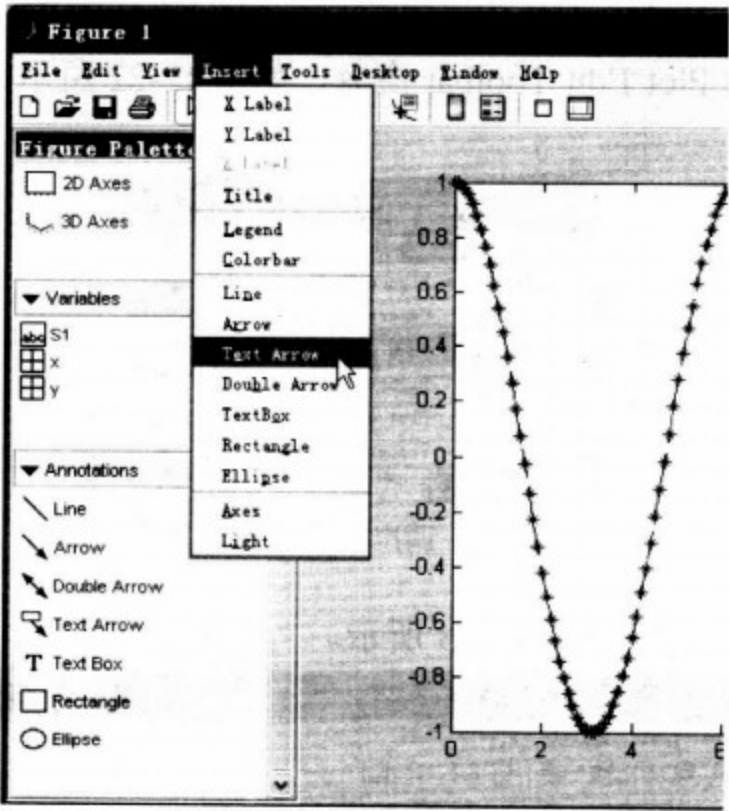 Figure 1
File Edit View Insert Tools Desktop Window Help
Figure Palette
2D Axes
3D Axes
Variables
S1
x
y
Annotations
Line
Arrow
Double Arrow
Text Arrow
Text Box
Rectangle
Ellipse
X Label
Y Label
Z Label
Title
Legend
Colorbar
Line
Arrow
Text Arrow
Double Arrow
TextBox
Rectangle
Ellipse
Axes
Light
1
0.8
0.6
0.4
0.2
0
-0.2
-0.4
-0.6
-0.8
-1
0 2 4 6